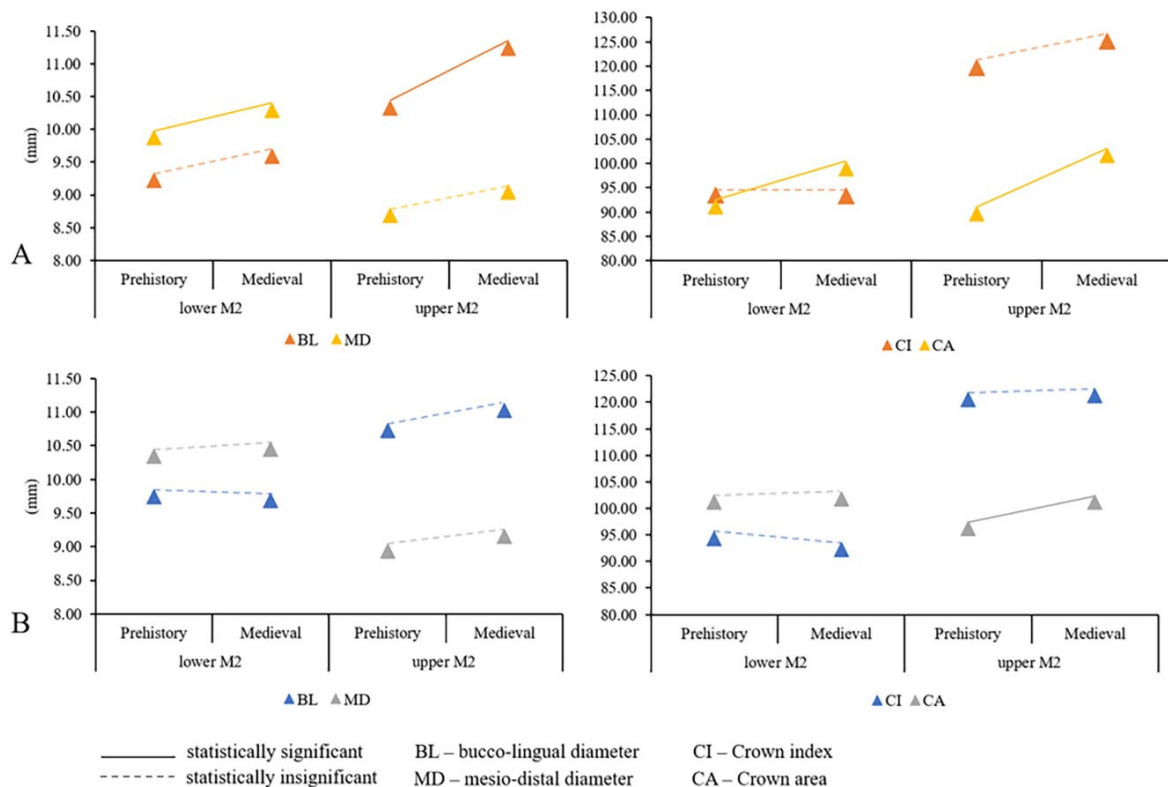 11.50
11.00
10.50
10.00
9.50
9.00
8.50
8.00
(mm)
Prehistory Medieval Prehistory Medieval
lower M2 upper M2
BL MD
130.00
125.00
120.00
115.00
110.00
105.00
100.00
95.00
90.00
85.00
80.00
Prehistory Medieval Prehistory Medieval
lower M2 upper M2
CI CA
A
11.50
11.00
10.50
10.00
9.50
9.00
8.50
8.00
(mm)
Prehistory Medieval Prehistory Medieval
lower M2 upper M2
BL MD
125.00
120.00
115.00
110.00
105.00
100.00
95.00
90.00
85.00
80.00
Prehistory Medieval Prehistory Medieval
lower M2 upper M2
CI CA
B
statistically significant BL – bucco-lingual diameter CI – Crown index
statistically insignificant MD – mesio-distal diameter CA – Crown area